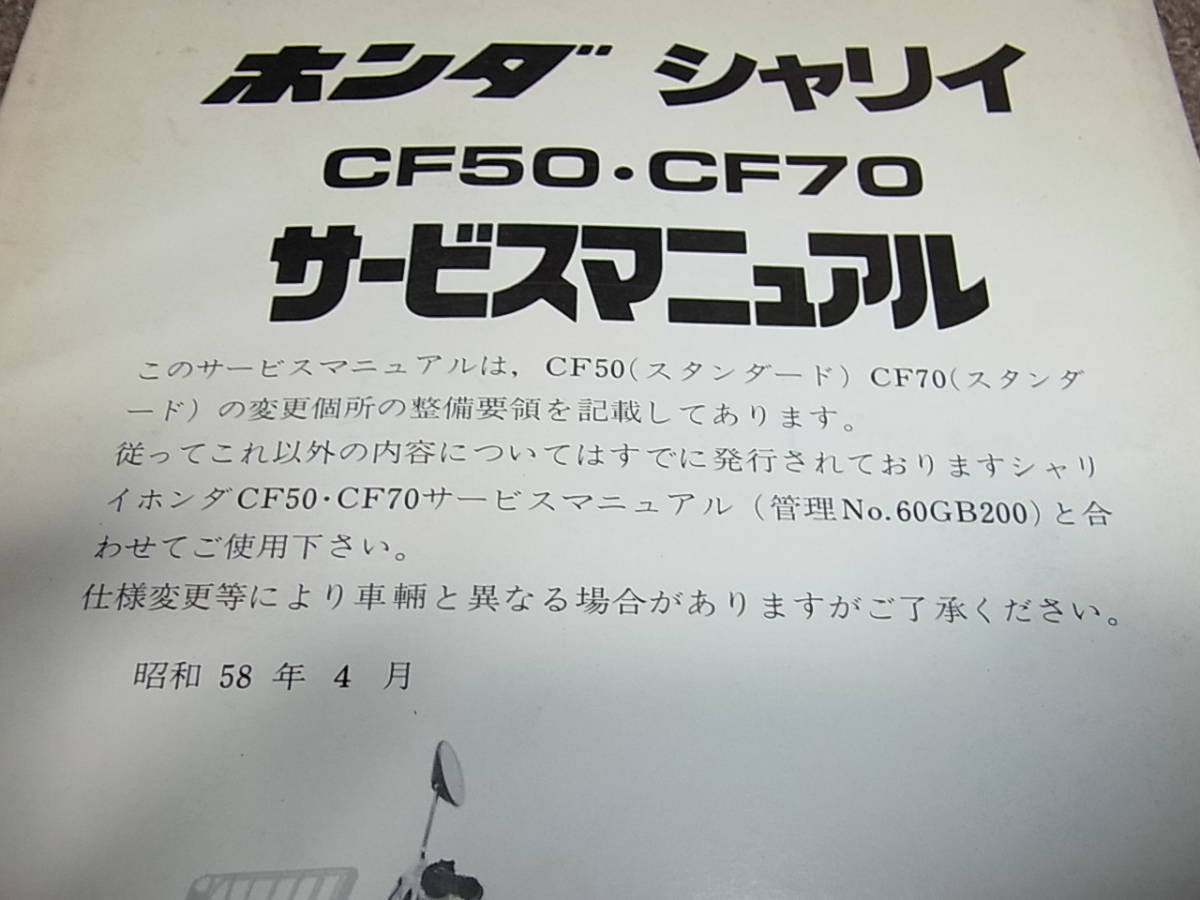 ホンダ シャリイ
CF50・CF70
サービスマニュアル
このサービスマニュアルは，CF50(スタンダード) CF70(スタンダ
ード) の変更個所の整備要領を記載してあります。
従ってこれ以外の内容についてはすでに発行されておりますシャリ
イホンダCF50・CF70サービスマニュアル (管理No.60GB200) と合
わせてご使用下さい。
仕様変更等により車輛と異なる場合がありますがご了承ください。
昭和 58 年 4 月